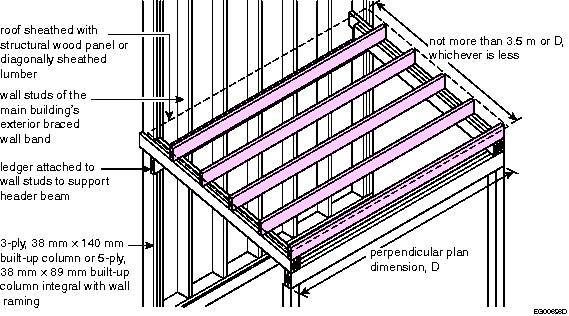 roof sheathed with
structural wood panel or
diagonally sheathed
lumber
wall studs of the
main building's
exterior braced
wall band
ledger attached to
wall studs to support
header beam
3-ply, 38 mm x 140 mm
built-up column or 5-ply,
38 mm x 89 mm built-up
column integral with wall
raming
not more than 3.5 m or D,
whichever is less
perpendicular plan
dimension, D
EG00656D